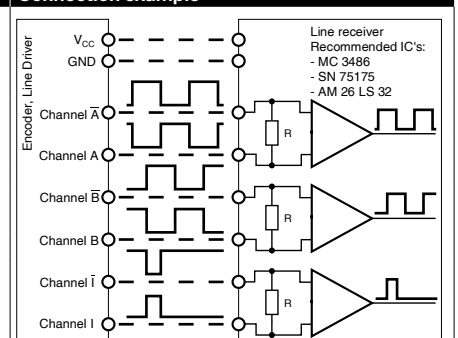 Connection example
Encoder, Line Driver
V_CC
GND
Channel A̅
Channel A
Channel B̅
Channel B
Channel I̅
Channel I
Line receiver
Recommended IC's:
- MC 3486
- SN 75175
- AM 26 LS 32
R
R
R